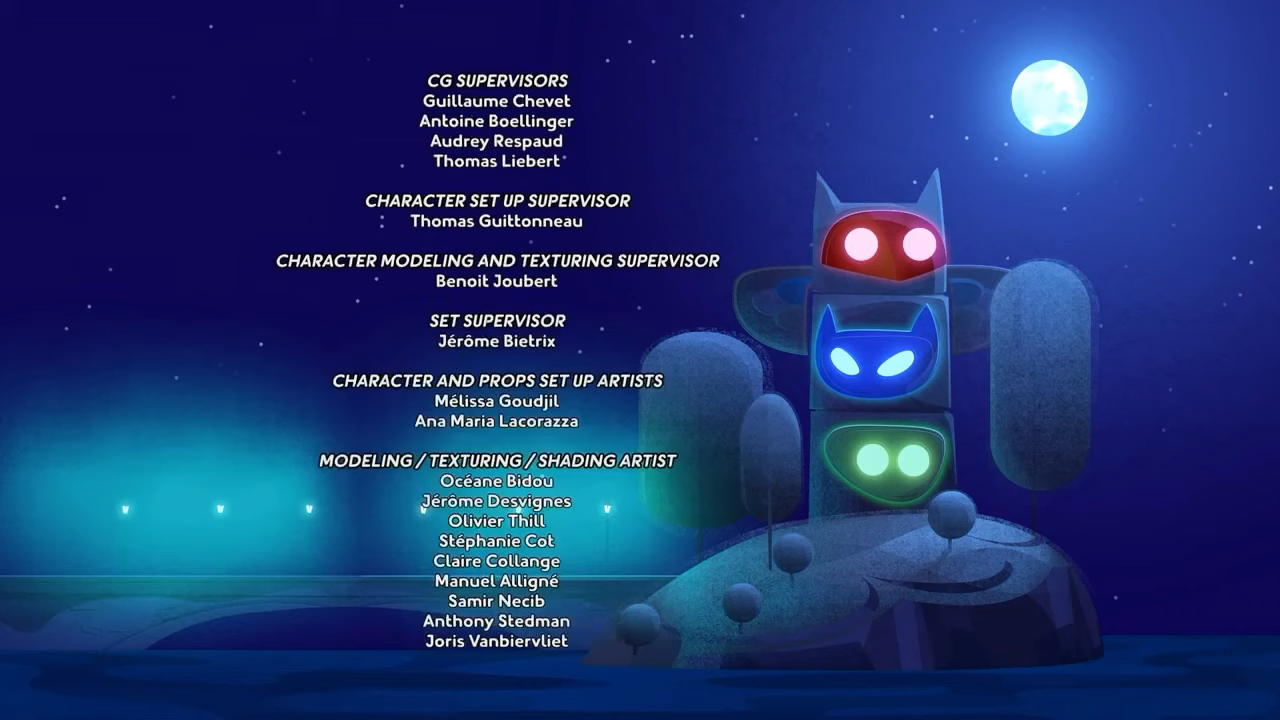 CG SUPERVISORS
Guillaume Chevet
Antoine Boellinger
Audrey Respaud
Thomas Liebert
CHARACTER SET UP SUPERVISOR
Thomas Guittonneau
CHARACTER MODELING AND TEXTURING SUPERVISOR
Benoit Joubert
SET SUPERVISOR
Jérôme Bietrix
CHARACTER AND PROPS SET UP ARTISTS
Mélissa Goudjil
Ana Maria Lacorazza
MODELING / TEXTURING / SHADING ARTIST
Océane Bidou
Jérôme Desvignes
Olivier Thill
Stéphanie Cot
Claire Collange
Manuel Alligné
Samir Necib
Anthony Stedman
Joris Vanbiervliet